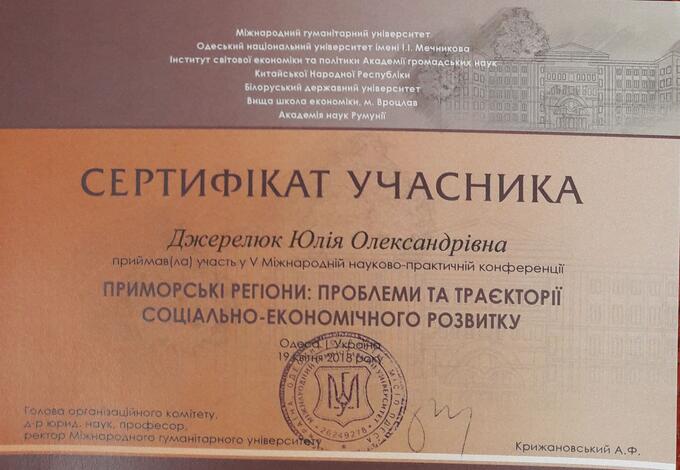 Міжнародний гуманітарний університет
Одеський національний університет імені І.І. Мечникова
Інститут світової економіки та політики Академії громадських наук
Китайської Народної Республіки
Білоруський державний університет
Вища школа економіки, м. Вроцлав
Академія наук Румунії
СЕРТИФІКАТ УЧАСНИКА
Джерелюк Юлія Олександрівна
приймав(ла) участь у V Міжнародній науково-практичній конференції
ПРИМОРСЬКІ РЕГІОНИ: ПРОБЛЕМИ ТА ТРАЄКТОРІЇ
СОЦІАЛЬНО-ЕКОНОМІЧНОГО РОЗВИТКУ
Одеса | Україна
19 квітня 2018 року
26249278
Голова організаційного комітету,
д-р юрид. наук, професор,
ректор Міжнародного гуманітарного університету
Крижановський А.Ф.